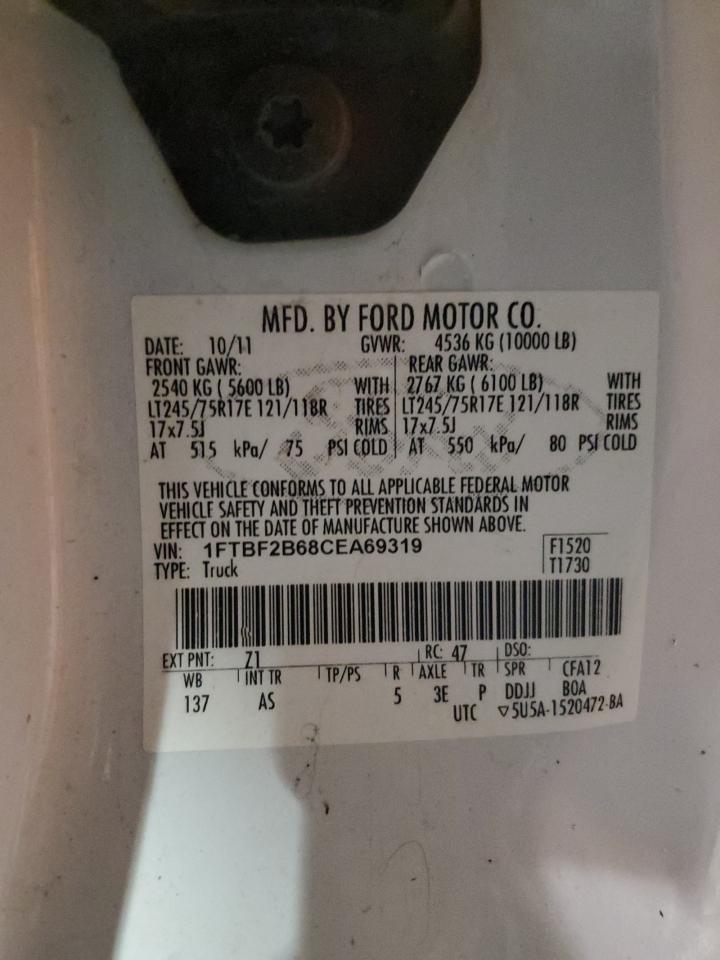 MFD. BY FORD MOTOR CO.
DATE: 10/11 GVWR: 4536 KG (10000 LB)
FRONT GAWR: REAR GAWR:
2540 KG ( 5600 LB) WITH 2767 KG ( 6100 LB) WITH
LT245/75R17E 121/118R TIRES LT245/75R17E 121/118R TIRES
17x7.5J RIMS 17x7.5J RIMS
AT 515 kPa/ 75 PSI COLD AT 550 kPa/ 80 PSI COLD
THIS VEHICLE CONFORMS TO ALL APPLICABLE FEDERAL MOTOR
VEHICLE SAFETY AND THEFT PREVENTION STANDARDS IN
EFFECT ON THE DATE OF MANUFACTURE SHOWN ABOVE.
VIN: 1FTBF2B68CEA69319 F1520
TYPE: Truck T1730
EXT PNT: Z1 RC: 47 DSO:
WB INT TR TP/PS R AXLE TR SPR CFA12
137 AS 5 3E P DDJJ BOA
UTC ▽5U5A-1520472-BA